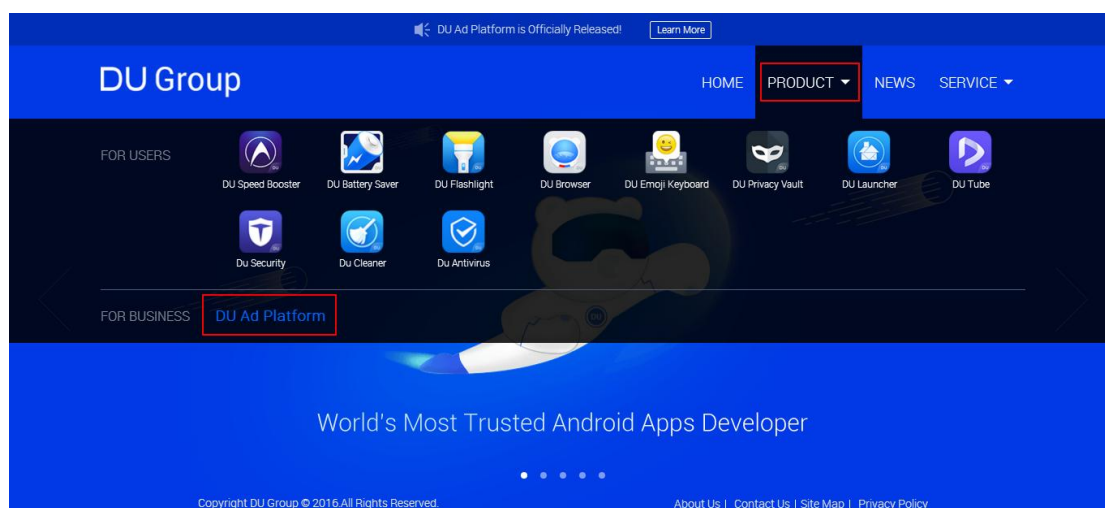 DU Ad Platform is Officially Released! Learn More
DU Group HOME PRODUCT NEWS SERVICE
FOR USERS
DU Speed Booster DU Battery Saver DU Flashlight DU Browser DU Emoji Keyboard DU Privacy Vault DU Launcher DU Tube
Du Security Du Cleaner Du Antivirus
FOR BUSINESS DU Ad Platform
World's Most Trusted Android Apps Developer
Copyright DU Group © 2016.All Rights Reserved. About Us | Contact Us | Site Map | Privacy Policy